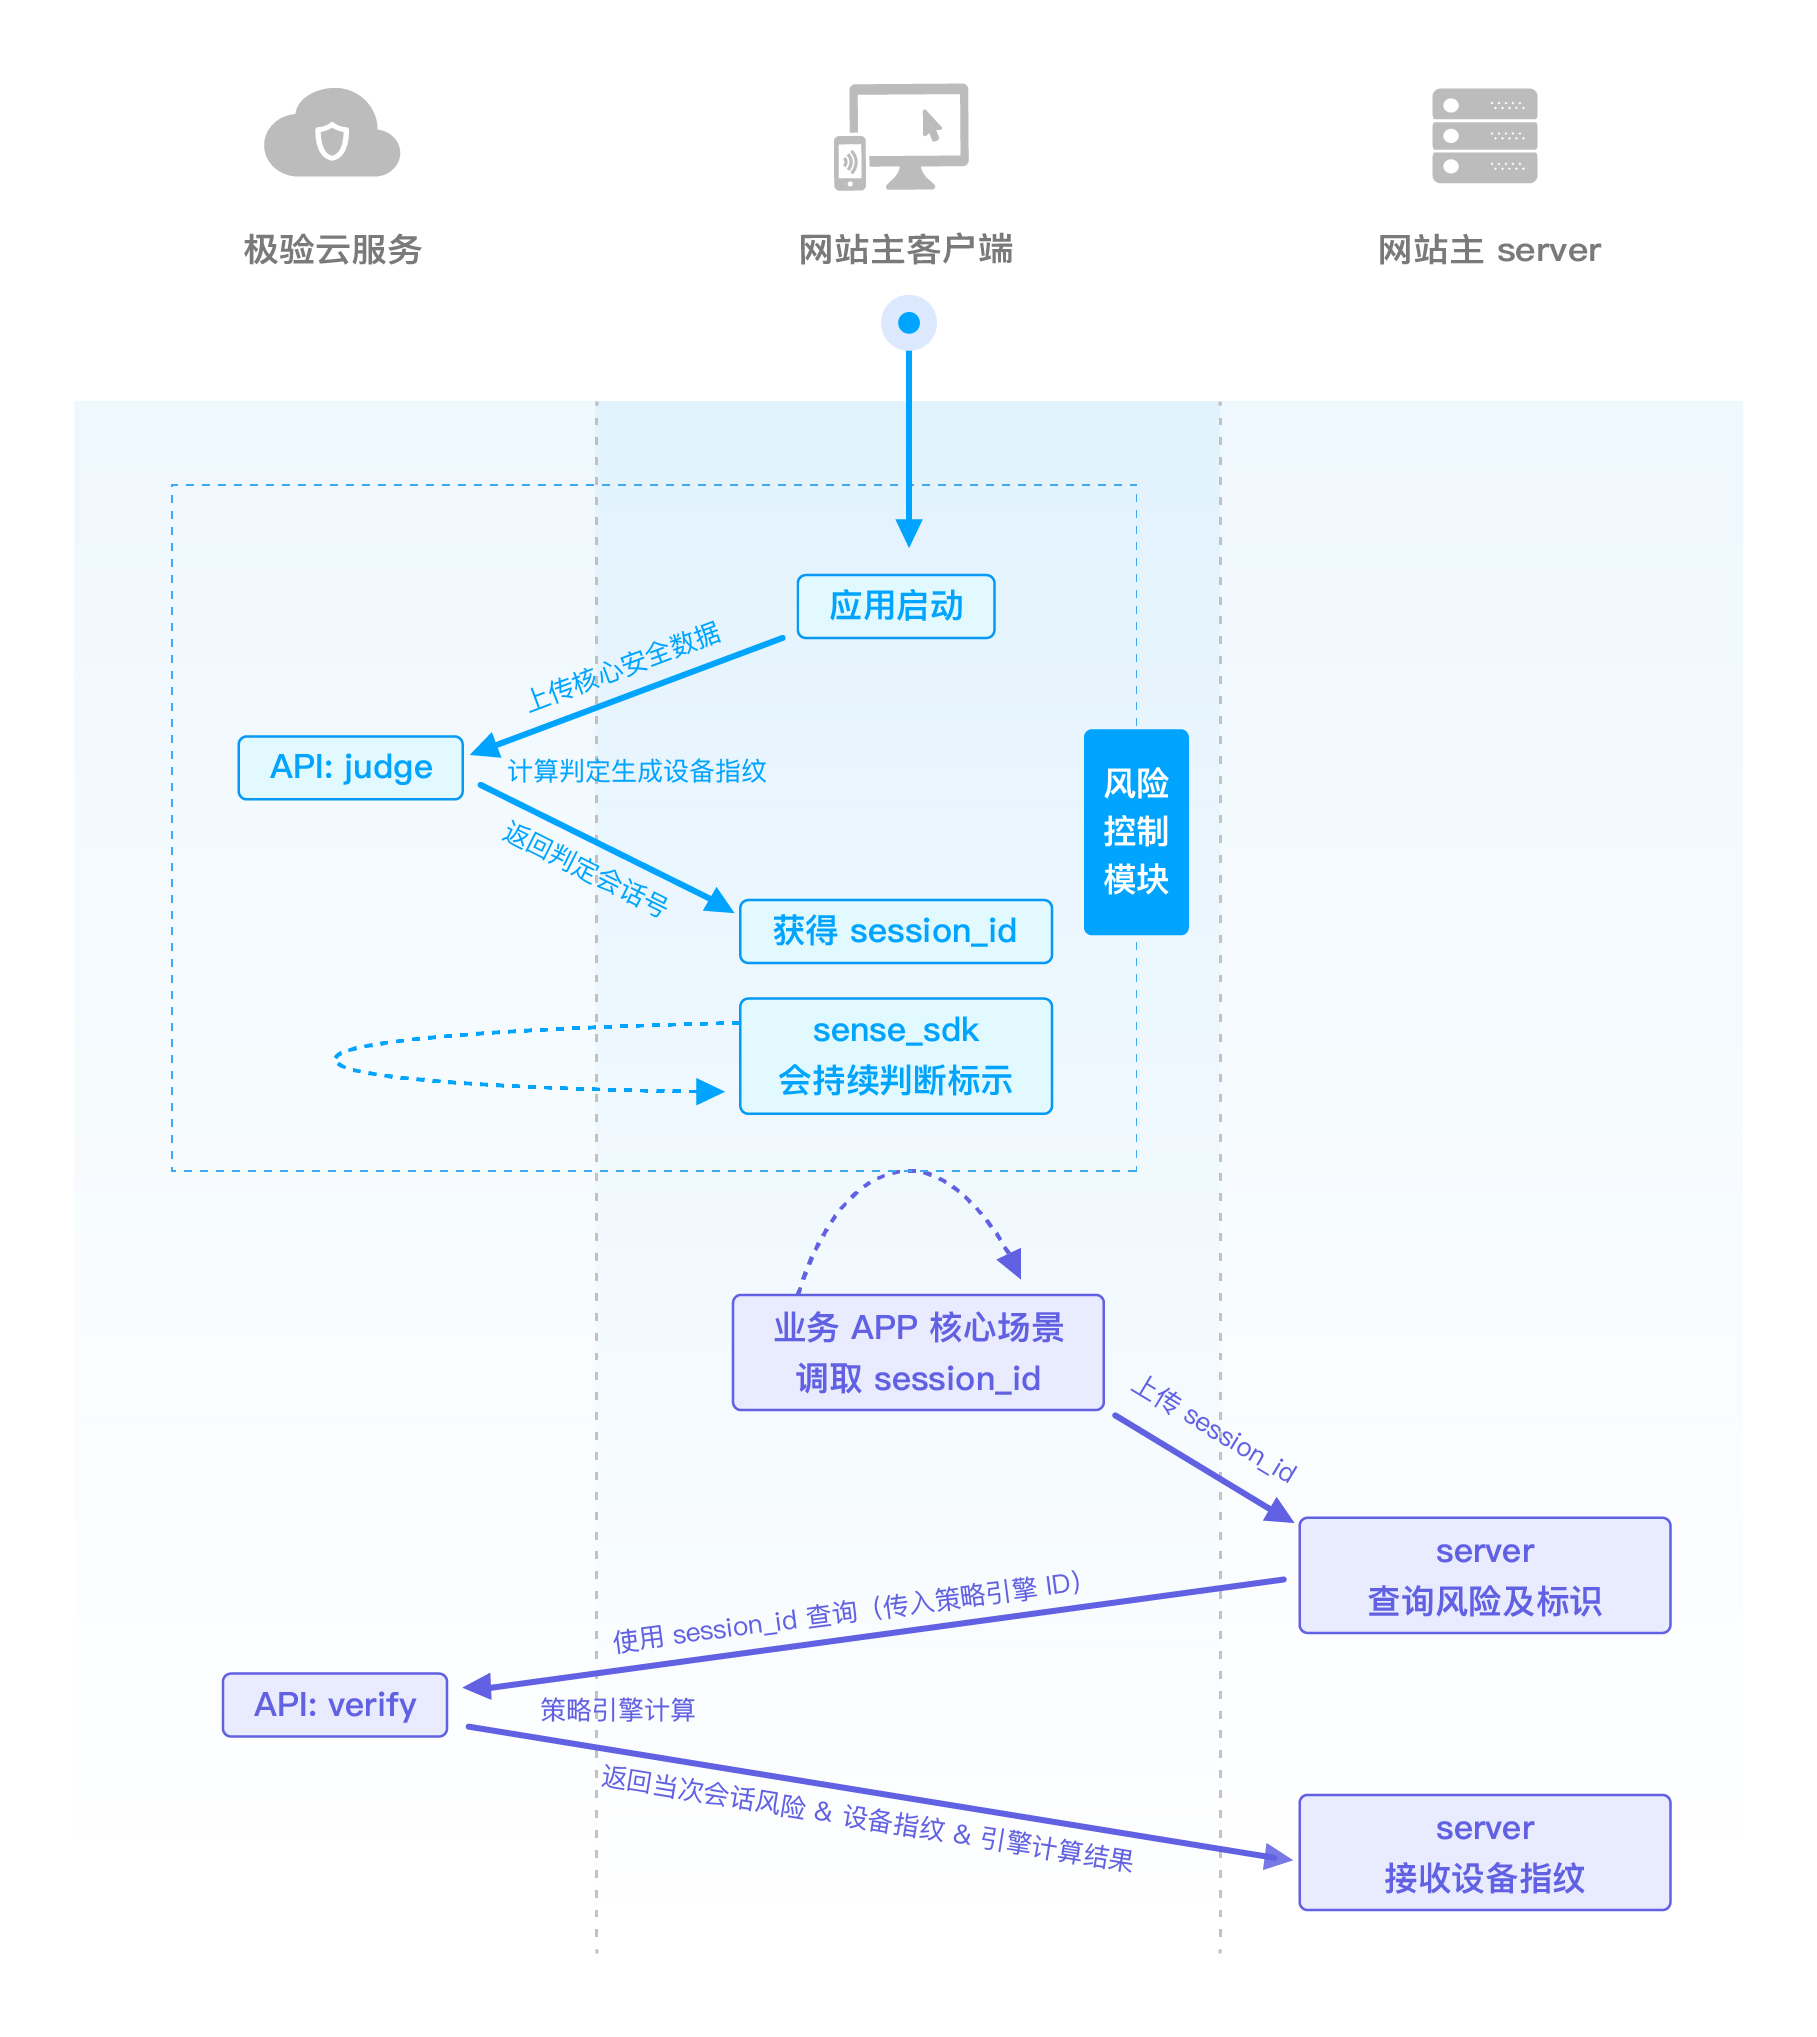 极验云服务
网站主客户端
网站主 server
应用启动
上传核心安全数据
API: judge
计算判定生成设备指纹
返回判定会话号
风险
控制
模块
获得 session_id
sense_sdk
会持续判断标示
业务 APP 核心场景
调取 session_id
上传 session_id
server
查询风险及标识
使用 session_id 查询（传入策略引擎 ID）
API: verify
策略引擎计算
返回当次会话风险 & 设备指纹 & 引擎计算结果
server
接收设备指纹